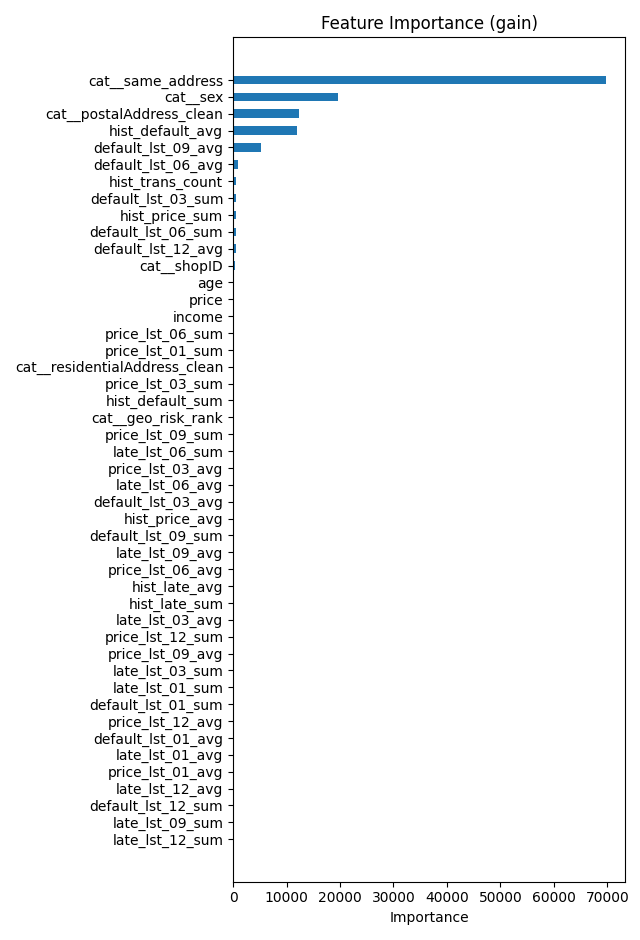 Feature Importance (gain)
cat__same_address
cat__sex
cat__postalAddress_clean
hist_default_avg
default_lst_09_avg
default_lst_06_avg
hist_trans_count
default_lst_03_sum
hist_price_sum
default_lst_06_sum
default_lst_12_avg
cat__shopID
age
price
income
price_lst_06_sum
price_lst_01_sum
cat__residentialAddress_clean
price_lst_03_sum
hist_default_sum
cat__geo_risk_rank
price_lst_09_sum
late_lst_06_sum
price_lst_03_avg
late_lst_06_avg
default_lst_03_avg
hist_price_avg
default_lst_09_sum
late_lst_09_avg
price_lst_06_avg
hist_late_avg
hist_late_sum
late_lst_03_avg
price_lst_12_sum
price_lst_09_avg
late_lst_03_sum
late_lst_01_sum
default_lst_01_sum
price_lst_12_avg
default_lst_01_avg
late_lst_01_avg
price_lst_01_avg
late_lst_12_avg
default_lst_12_sum
late_lst_09_sum
late_lst_12_sum
0 10000 20000 30000 40000 50000 60000 70000
Importance